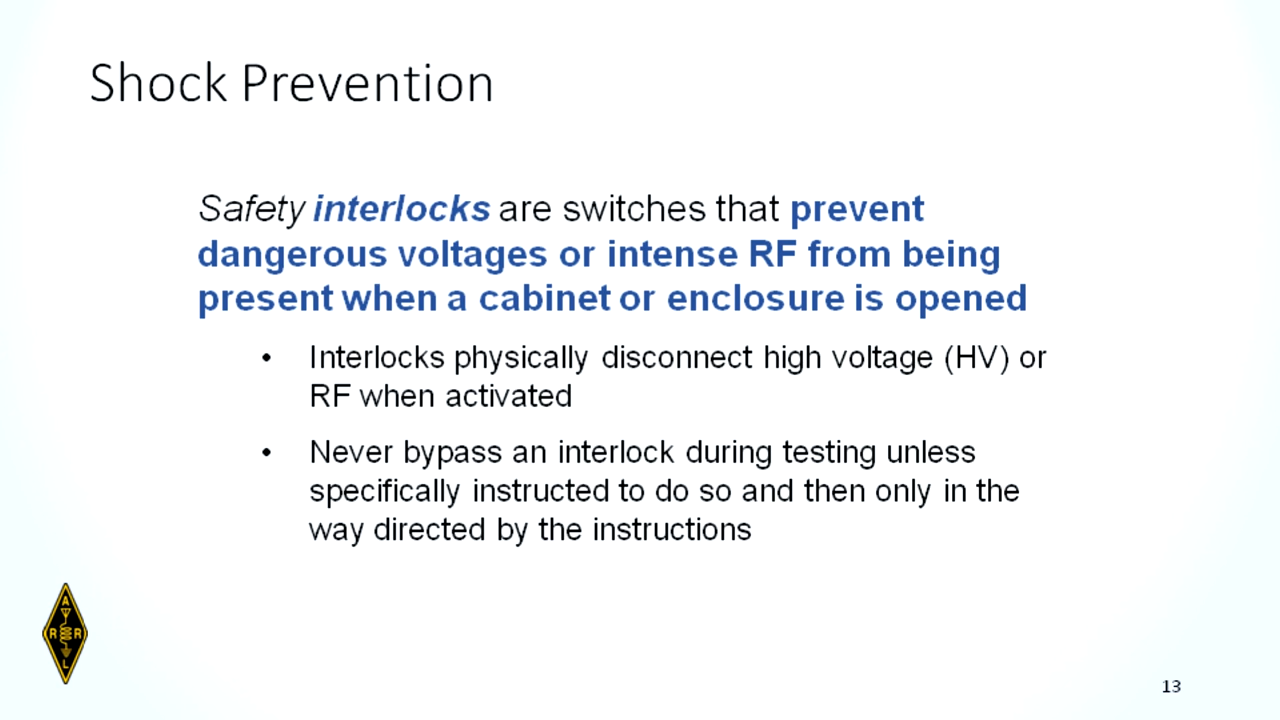 Shock Prevention
Safety interlocks are switches that prevent
dangerous voltages or intense RF from being
present when a cabinet or enclosure is opened
• Interlocks physically disconnect high voltage (HV) or
RF when activated
• Never bypass an interlock during testing unless
specifically instructed to do so and then only in the
way directed by the instructions
A
R R
L
13